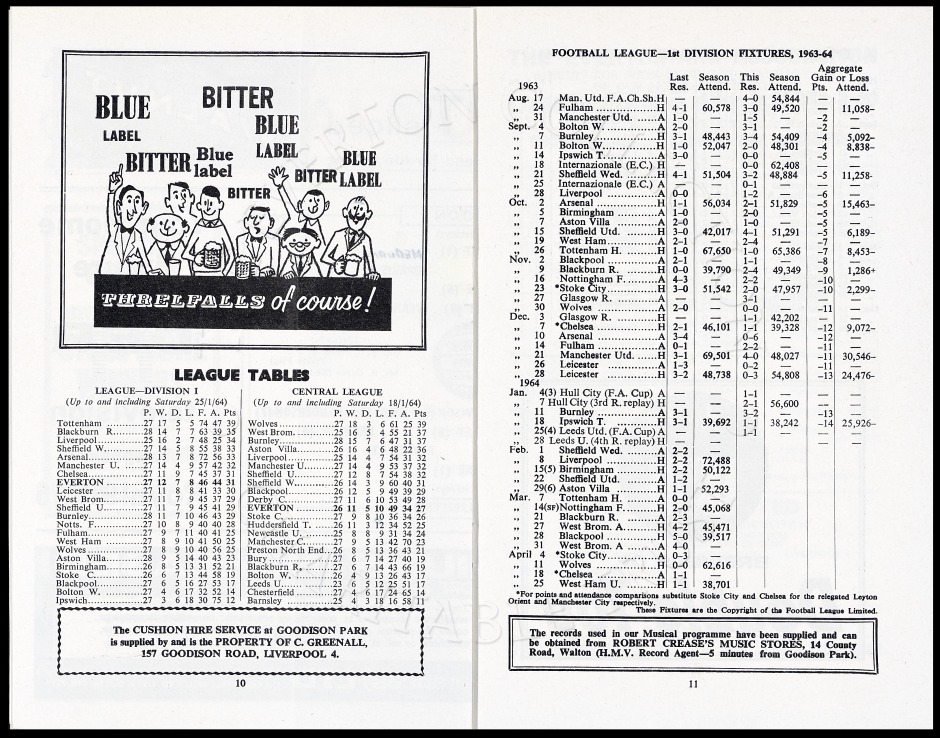 BLUE
LABEL
BITTER
BLUE
LABEL
BITTER
Blue
label
BITTER
BITTER
BLUE
LABEL
THRELFALLS of course!
LEAGUE TABLES
LEAGUE—DIVISION I
(Up to and including Saturday 25/1/64)
P. W. D. L. F. A. Pts
Tottenham ............27 17 5 5 74 47 39
Blackburn R..........28 14 7 7 63 39 35
Liverpool...............25 16 2 7 48 25 34
Sheffield W............27 14 5 8 55 38 33
Arsenal..................28 13 7 8 72 56 33
Manchester U. ......27 14 4 9 57 42 32
Chelsea..................27 11 9 7 45 37 31
EVERTON ............27 12 7 8 46 44 31
Leicester ...............27 11 8 8 41 33 30
West Brom............27 11 7 9 45 37 29
Sheffield U............27 11 7 9 45 41 29
Burnley..................28 11 7 10 46 43 29
Notts. F.................27 10 8 9 40 40 28
Fulham..................27 9 7 11 40 41 25
West Ham ............27 8 9 10 41 50 25
Wolves..................27 8 9 10 40 56 25
Aston Villa............28 9 5 14 40 43 23
Birmingham............26 8 5 13 31 52 21
Stoke C..................26 7 6 13 44 58 19
Blackpool...............27 6 5 16 27 53 17
Bolton W...............27 4 6 17 32 52 14
Ipswich..................27 3 6 18 30 75 12
CENTRAL LEAGUE
(Up to and including Saturday 18/1/64)
P. W. D. L. F. A. Pts
Wolves..................27 18 3 6 61 25 39
West Brom.............25 16 5 4 55 21 37
Burnley..................28 15 7 6 47 31 37
Aston Villa............26 16 4 6 48 22 36
Liverpool...............25 14 4 7 54 31 32
Manchester U.........27 14 4 9 53 37 32
Sheffield U............27 12 8 7 54 38 32
Sheffield W............26 14 3 9 60 40 31
Blackpool...............26 12 5 9 49 39 29
Derby C..................27 11 6 10 53 49 28
EVERTON ............26 11 5 10 49 34 27
Stoke C..................27 9 8 10 36 34 26
Huddersfield T. ......26 11 3 12 34 52 25
Newcastle U............25 8 8 9 31 34 24
Manchester C.........27 9 5 13 42 70 23
Preston North End...26 8 5 13 36 43 21
Bury .....................27 6 7 14 27 40 19
Blackburn R............27 6 7 14 43 66 19
Bolton W...............26 4 9 13 26 43 17
Leeds U..................23 6 5 12 25 51 17
Chesterfield ............27 4 6 17 24 65 14
Barnsley ...............25 4 3 18 16 58 11
The CUSHION HIRE SERVICE at GOODISON PARK
is supplied by and is the PROPERTY OF C. GREENALL,
157 GOODISON ROAD, LIVERPOOL 4.
10
FOOTBALL LEAGUE—1st DIVISION FIXTURES, 1963-64
Aggregate
Last Season This Season Gain or Loss
1963 Res. Attend. Res. Attend. Pts. Attend.
Aug. 17 Man. Utd. F.A.Ch.Sh.H — — 4–0 54,844 — —
„ 24 Fulham ..................H 4–1 60,578 3–0 49,520 — 11,058–
„ 31 Manchester Utd. ......A 1–0 — 1–5 — –2 —
Sept. 4 Bolton W. ...............A 2–0 — 3–1 — –2 —
„ 7 Burnley ..................H 3–1 48,443 3–4 54,409 –4 5,092–
„ 11 Bolton W. ...............H 1–0 52,047 2–0 48,301 –4 8,838–
„ 14 Ipswich T. ...............A 3–0 — 0–0 — –5 —
„ 18 Internazionale (E.C.) H — — 0–0 62,408 — —
„ 21 Sheffield Wed. .........H 4–1 51,504 3–2 48,884 –5 11,258–
„ 25 Internazionale (E.C.) A — — 0–1 — — —
„ 28 Liverpool ...............A 0–0 — 1–2 — –6 —
Oct. 2 Arsenal ..................H 1–1 56,034 2–1 51,829 –5 15,463–
„ 5 Birmingham ............A 1–0 — 2–0 — –5 —
„ 7 Aston Villa ............A 2–0 — 1–0 — –5 —
„ 15 Sheffield Utd. .........H 3–0 42,017 4–1 51,291 –5 6,189–
„ 19 West Ham ...............A 2–1 — 2–4 — –7 —
„ 26 Tottenham H. .........H 1–0 67,650 1–0 65,386 –7 8,453–
Nov. 2 Blackpool ...............A 2–1 — 1–1 — –8 —
„ 9 Blackburn R. .........H 0–0 39,790 2–4 49,349 –9 1,286+
„ 16 Nottingham F. .........A 4–3 — 2–2 — –10 —
„ 23 *Stoke City...............H 3–0 51,542 2–0 47,957 –10 2,299–
„ 27 Glasgow R. ............A — — 3–1 — — —
„ 30 Wolves ..................A 2–0 — 0–0 — –11 —
Dec. 3 Glasgow R. ............H — — 1–1 42,202 — —
„ 7 *Chelsea ..................H 2–1 46,101 1–1 39,328 –12 9,072–
„ 10 Arsenal ..................A 3–4 — 0–6 — –12 —
„ 14 Fulham ..................A 0–1 — 2–2 — –11 —
„ 21 Manchester Utd. ......H 3–1 69,501 4–0 48,027 –11 30,546–
„ 26 Leicester ...............A 1–3 — 0–2 — –11 —
„ 28 Leicester ...............H 3–2 48,738 0–3 54,808 –13 24,476–
1964
Jan. 4(3) Hull City (F.A. Cup) A — — 1–1 — — —
„ 7 Hull City (3rd R. replay) H — — 2–1 56,600 — —
„ 11 Burnley ..................A 3–1 — 3–2 — –13 —
„ 18 Ipswich T. ...............H 3–1 39,692 1–1 38,242 –14 25,926–
„ 25(4) Leeds Utd. (F.A. Cup) A — — 1–1 — — —
„ 28 Leeds U. (4th R. replay) H — —
Feb. 1 Sheffield Wed. .........A 2–2 —
„ 8 Liverpool ...............H 2–2 72,488
„ 15(5) Birmingham ............H 2–2 50,122
„ 22 Sheffield Utd. .........A 1–2 —
„ 29(6) Aston Villa ............H 1–1 52,293
Mar. 7 Tottenham H. .........A 0–0 —
„ 14(SF) Nottingham F. .........H 2–0 45,068
„ 21 Blackburn R. .........A 2–3 —
„ 27 West Brom. A.........H 4–2 45,471
„ 28 Blackpool ...............H 5–0 39,517
„ 31 West Brom. A .........A 4–0 —
April 4 *Stoke City...............A 0–3 —
„ 11 Wolves ..................H 0–0 62,616
„ 18 *Chelsea ..................A 1–1 —
„ 25 West Ham U. .........H 1–1 38,701
*For points and attendance comparisons substitute Stoke City and Chelsea for the relegated Leyton
Orient and Manchester City respectively.
These Fixtures are the Copyright of the Football League Limited.
The records used in our Musical programme have been supplied and can
be obtained from ROBERT CREASE'S MUSIC STORES, 14 County
Road, Walton (H.M.V. Record Agent—5 minutes from Goodison Park).
11